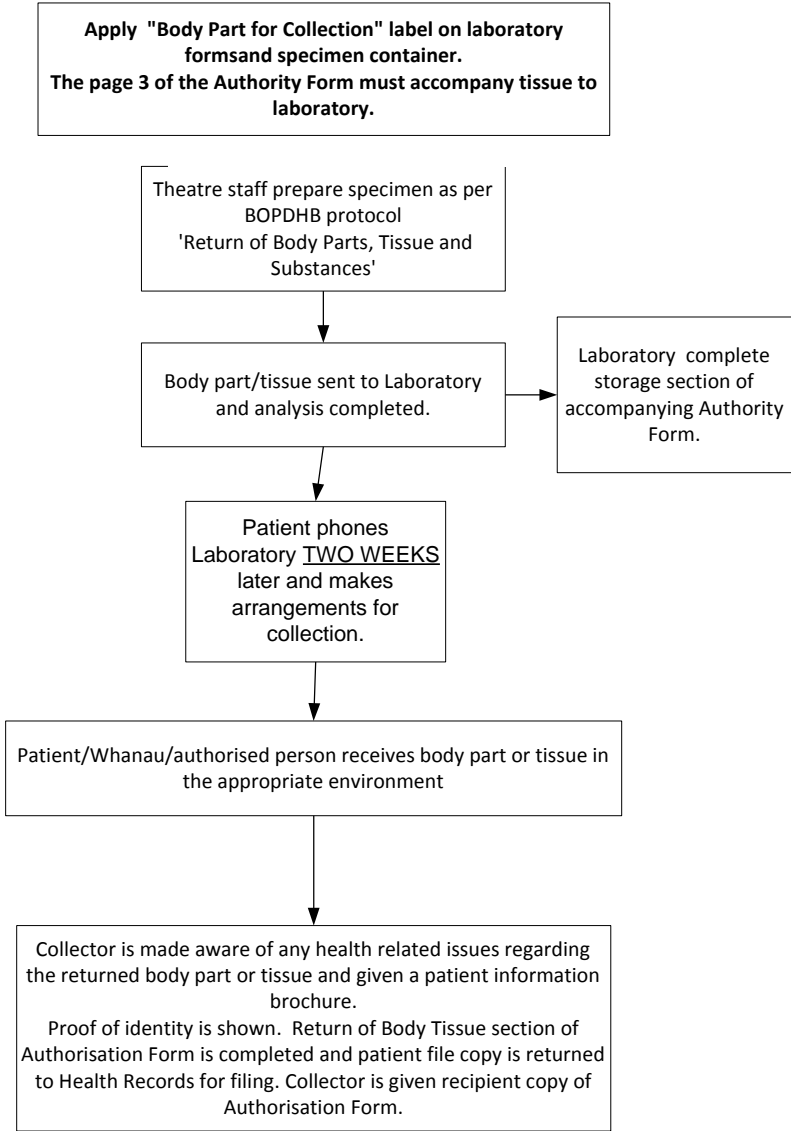 Apply "Body Part for Collection" label on laboratory
formsand specimen container.
The page 3 of the Authority Form must accompany tissue to
laboratory.
Theatre staff prepare specimen as per
BOPDHB protocol
'Return of Body Parts, Tissue and
Substances'
Body part/tissue sent to Laboratory
and analysis completed.
Laboratory complete
storage section of
accompanying Authority
Form.
Patient phones
Laboratory TWO WEEKS
later and makes
arrangements for
collection.
Patient/Whanau/authorised person receives body part or tissue in
the appropriate environment
Collector is made aware of any health related issues regarding
the returned body part or tissue and given a patient information
brochure.
Proof of identity is shown. Return of Body Tissue section of
Authorisation Form is completed and patient file copy is returned
to Health Records for filing. Collector is given recipient copy of
Authorisation Form.